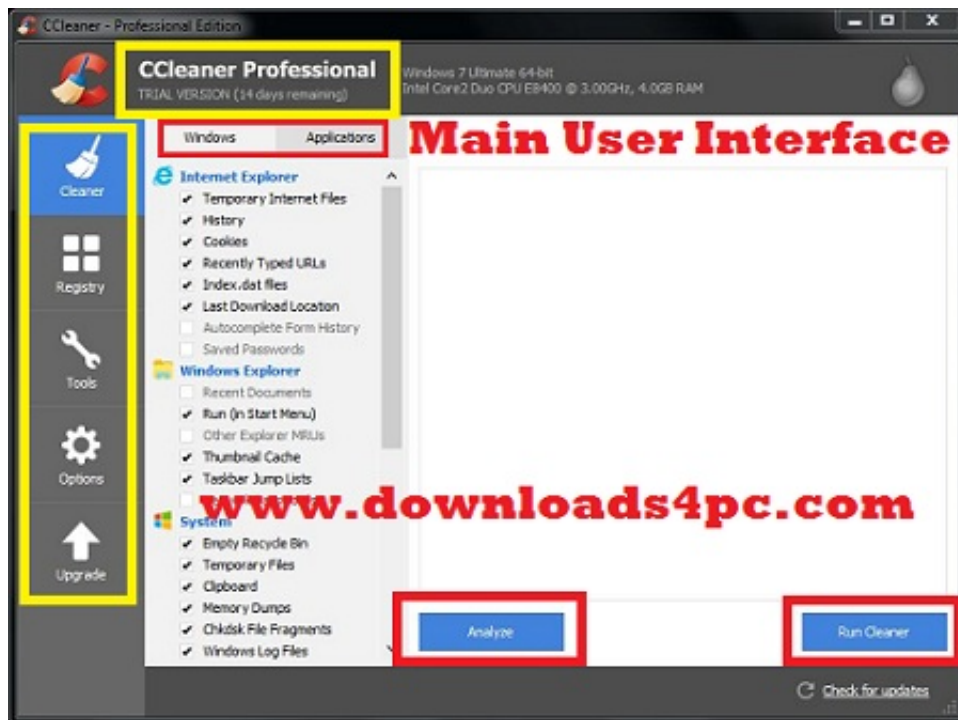 CCleaner - Professional Edition
CCleaner Professional
TRIAL VERSION (14 days remaining)
Windows 7 Ultimate 64-bit
Intel Core2 Duo CPU E8400 @ 3.00GHz, 4.0GB RAM
Main User Interface
Cleaner
Registry
Tools
Options
Upgrade
Windows Applications
Internet Explorer
Temporary Internet Files
History
Cookies
Recently Typed URLs
Index.dat files
Last Download Location
Autocomplete Form History
Saved Passwords
Windows Explorer
Recent Documents
Run (in Start Menu)
Other Explorer MRUs
Thumbnail Cache
Taskbar Jump Lists
www.downloads4pc.com
System
Empty Recycle Bin
Temporary Files
Clipboard
Memory Dumps
Chkdsk File Fragments
Windows Log Files
Analyze
Run Cleaner
Check for updates